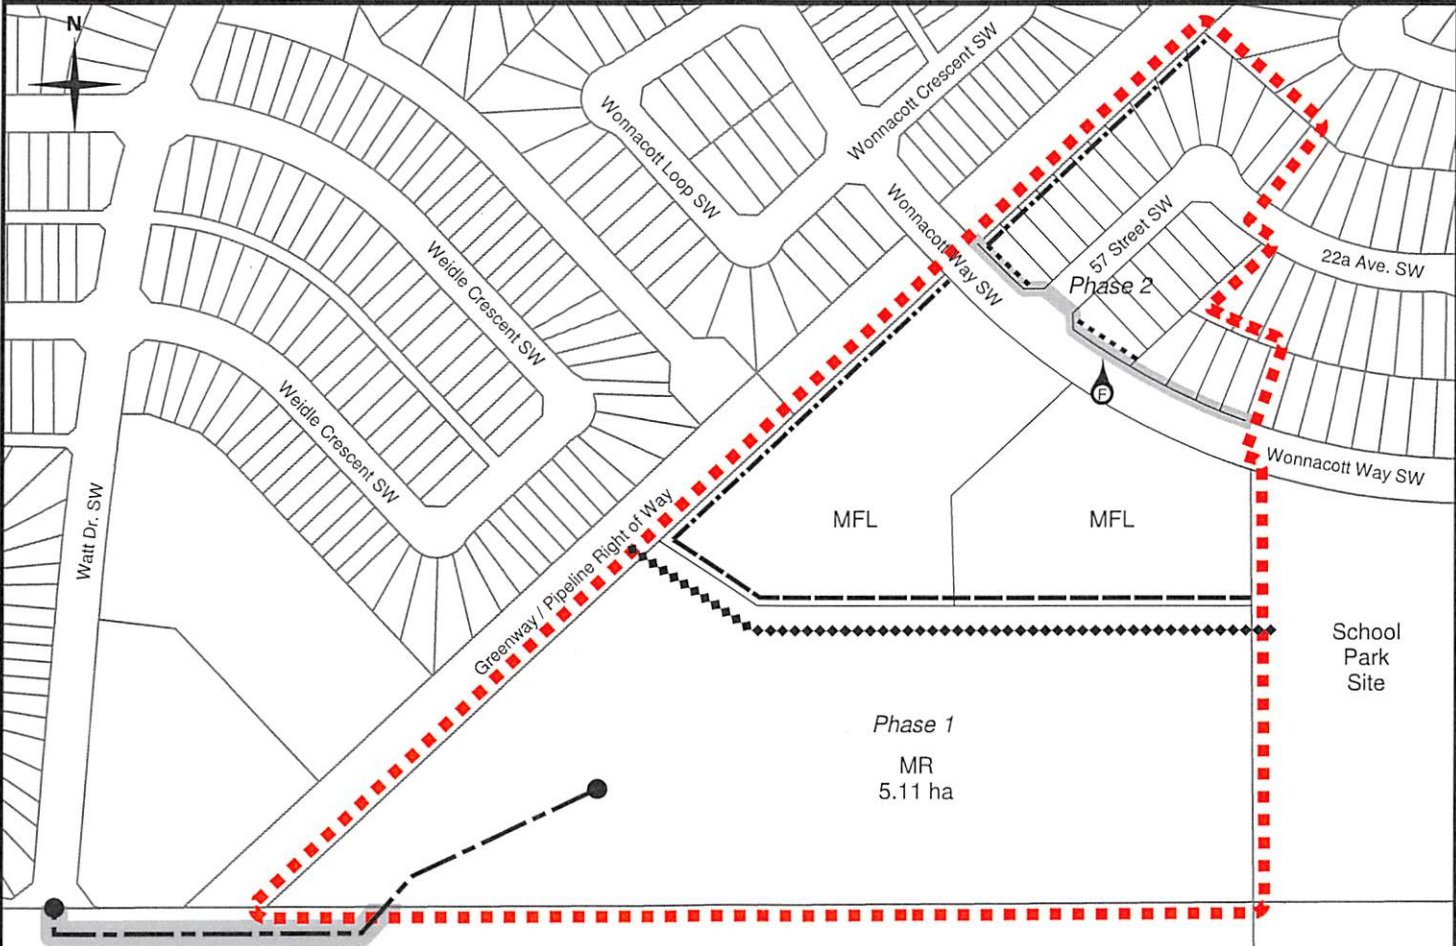 N
Wonnacott Crescent SW
Wonnacott Loop SW
Wonnacott Way SW
57 Street SW
Phase 2
22a Ave. SW
Weidle Crescent SW
Weidle Crescent SW
F
Wonnacott Way SW
Watt Dr. SW
Greenway / Pipeline Right of Way
MFL
MFL
School
Park
Site
Phase 1
MR
5.11 ha